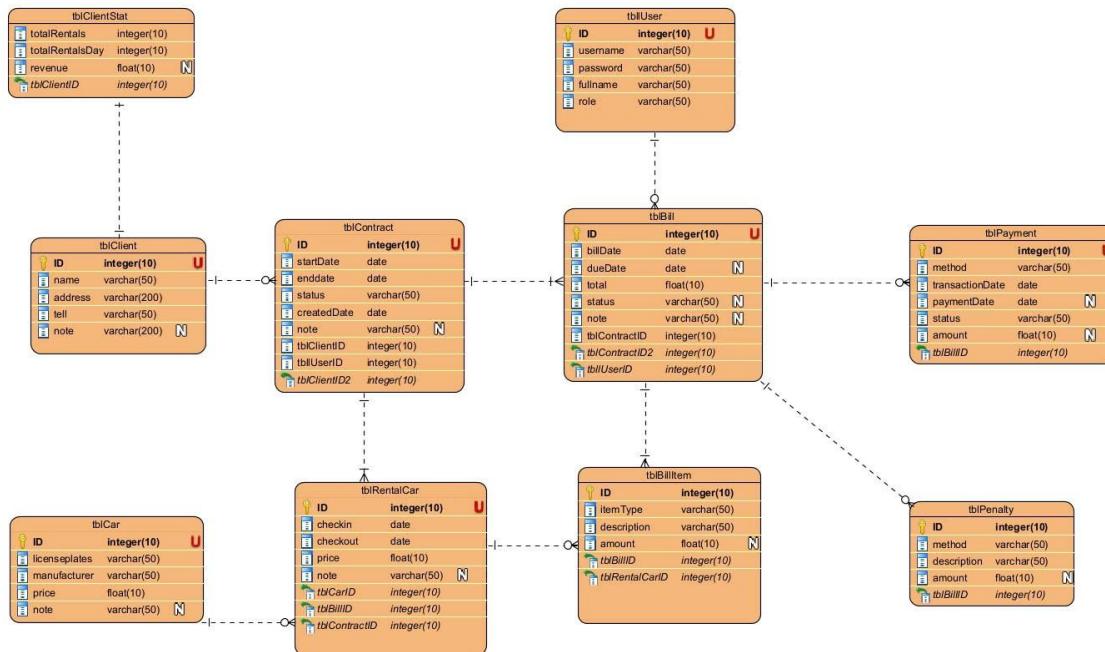 tblClientStat
totalRentals integer(10)
totalRentalsDay integer(10)
revenue float(10) N
tblClientID integer(10)
tbllUser
ID integer(10) U
username varchar(50)
password varchar(50)
fullname varchar(50)
role varchar(50)
tblClient
ID integer(10) U
name varchar(50)
address varchar(200)
tell varchar(50)
note varchar(200) N
tblContract
ID integer(10) U
startDate date
enddate date
status varchar(50)
createdDate date
note varchar(50) N
tblClientID integer(10)
tbllUserID integer(10)
tblClientID2 integer(10)
tblBill
ID integer(10) U
billDate date
dueDate date N
total float(10)
status varchar(50) N
note varchar(50) N
tblContractID integer(10)
tblContractID2 integer(10)
tbllUserID integer(10)
tblPayment
ID integer(10) U
method varchar(50)
transactionDate date
paymentDate date N
status varchar(50)
amount float(10) N
tblBillID integer(10)
tblCar
ID integer(10) U
licenseplates varchar(50)
manufacturer varchar(50)
price float(10)
note varchar(50) N
tblRentalCar
ID integer(10) U
checkin date
checkout date
price float(10)
note varchar(50) N
tblCarID integer(10)
tblBillID integer(10)
tblContractID integer(10)
tblBillItem
ID integer(10)
itemType varchar(50)
description varchar(50)
amount float(10) N
tblBillID integer(10)
tblRentalCarID integer(10)
tblPenalty
ID integer(10)
method varchar(50)
description varchar(50)
amount float(10) N
tblBillID integer(10)